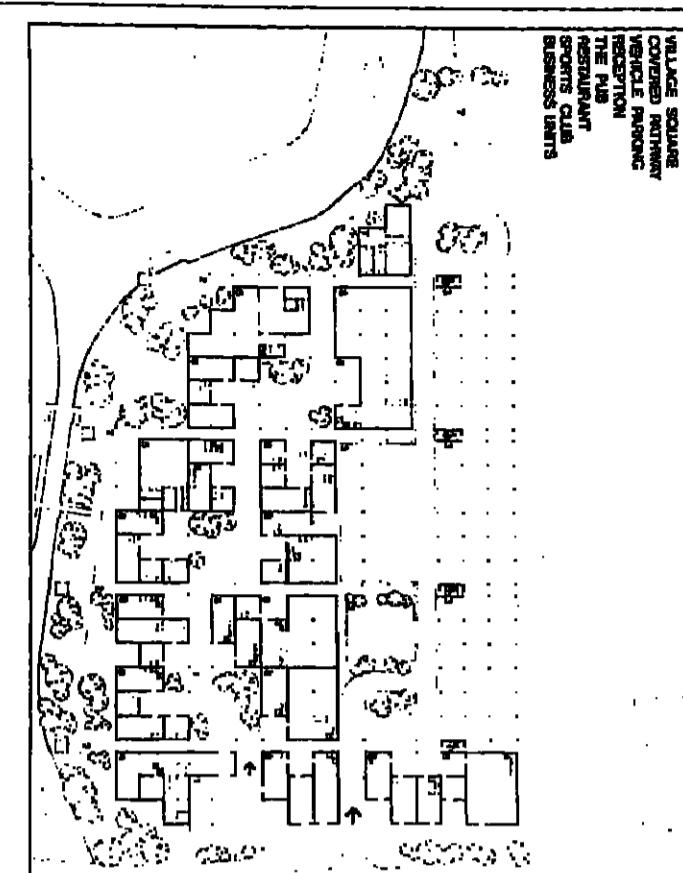 VILLAGE SQUARE
COVERED PATHWAY
VEHICLE PARKING
RECEPTION
THE PUB
RESTAURANT
SPORTS CLUB
BUSINESS UNITS